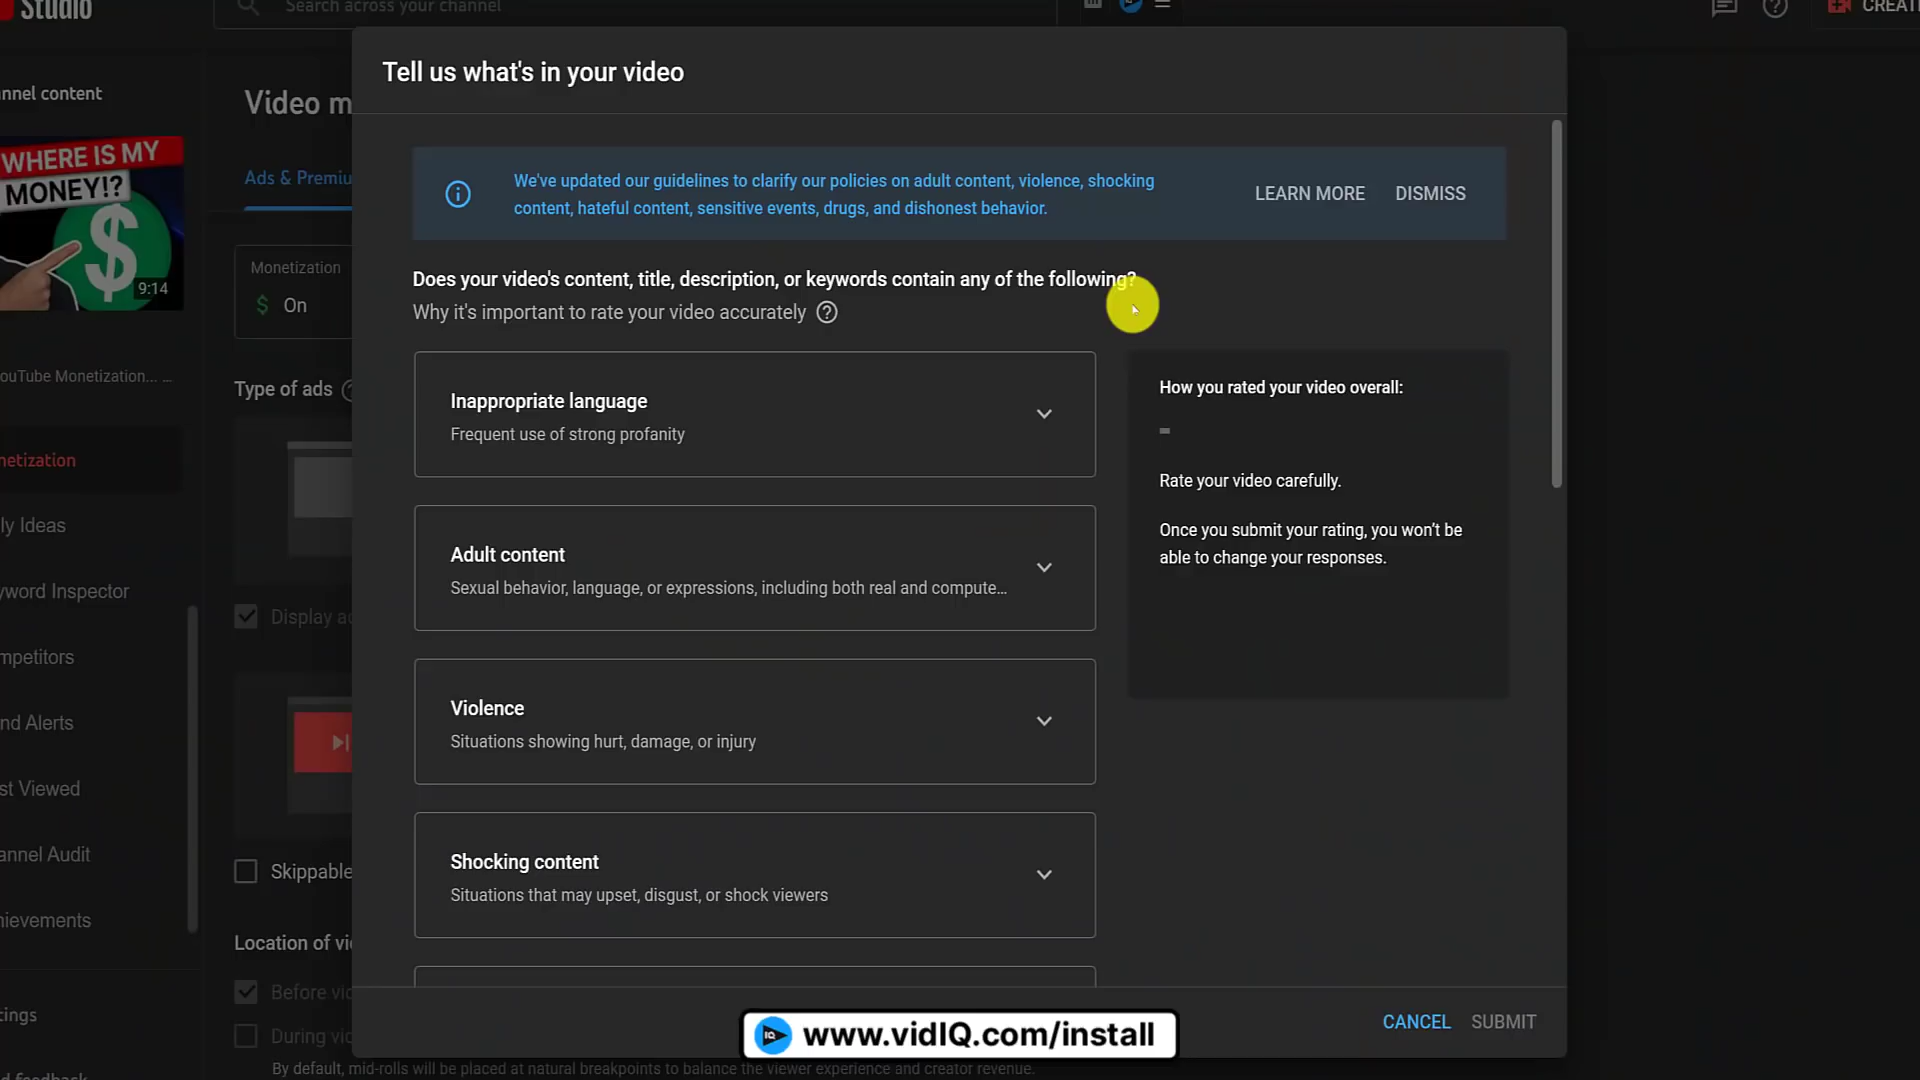 Studio
Search across your channel
CREAT
Tell us what's in your video
nnel content
Video m
WHERE IS MY
MONEY!?
$
9:14
Ads & Premiu
We've updated our guidelines to clarify our policies on adult content, violence, shocking
content, hateful content, sensitive events, drugs, and dishonest behavior.
LEARN MORE
DISMISS
Monetization
$ On
Does your video's content, title, description, or keywords contain any of the following?
Why it's important to rate your video accurately
ouTube Monetization... ...
Type of ads
Inappropriate language
Frequent use of strong profanity
How you rated your video overall:
Rate your video carefully.
Once you submit your rating, you won't be
able to change your responses.
netization
ly Ideas
yword Inspector
Display ad
mpetitors
nd Alerts
st Viewed
annel Audit
hievements
Adult content
Sexual behavior, language, or expressions, including both real and compute...
Violence
Situations showing hurt, damage, or injury
Shocking content
Situations that may upset, disgust, or shock viewers
Skippable
Location of vi
Before vid
tings
During vid
By default, mid-rolls will be placed at natural breakpoints to balance the viewer experience and creator revenue.
d feedback
CANCEL
SUBMIT
IQ
www.vidIQ.com/install